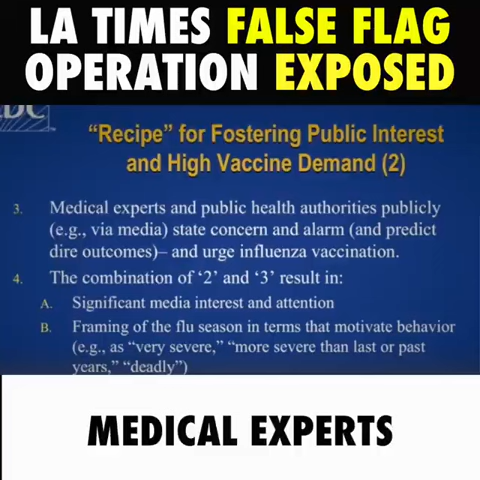 LA TIMES FALSE FLAG
OPERATION EXPOSED
CDC
"Recipe" for Fostering Public Interest
and High Vaccine Demand (2)
3. Medical experts and public health authorities publicly
(e.g., via media) state concern and alarm (and predict
dire outcomes)– and urge influenza vaccination.
4. The combination of '2' and '3' result in:
A. Significant media interest and attention
B. Framing of the flu season in terms that motivate behavior
(e.g., as "very severe," "more severe than last or past
years," "deadly")
MEDICAL EXPERTS